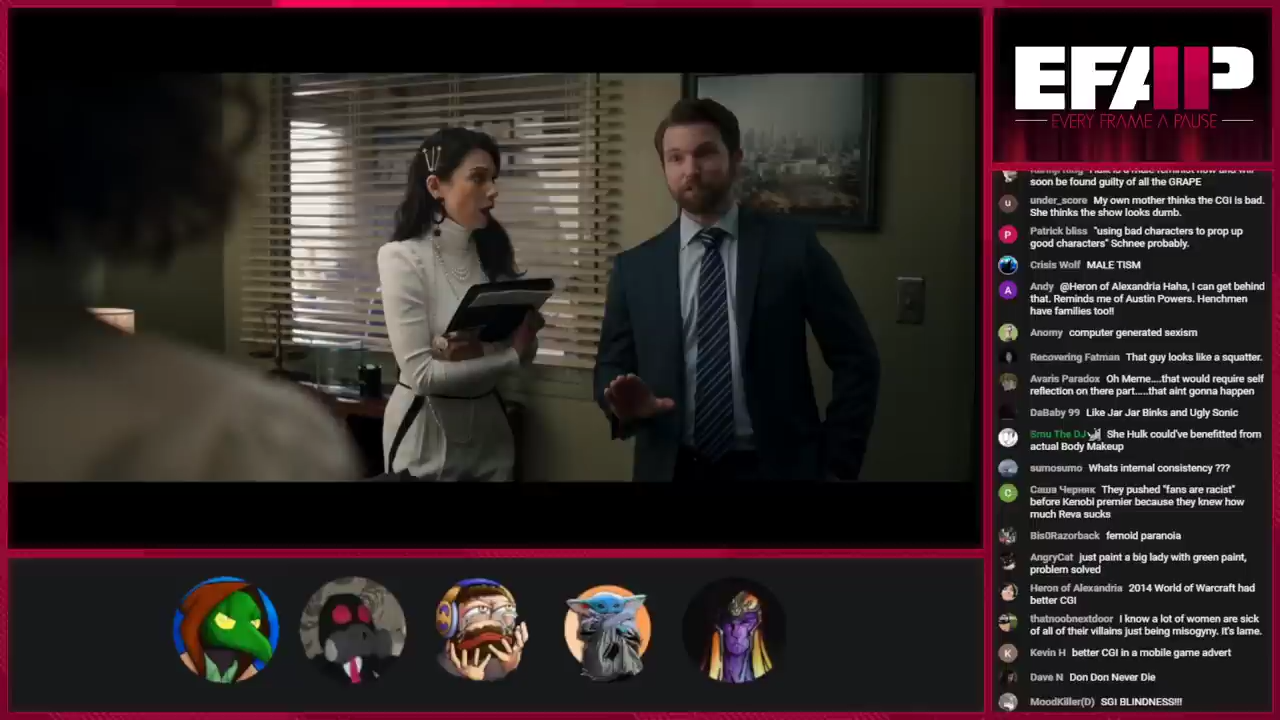 EFAP
EVERY FRAME A PAUSE
soon be found guilty of all the GRAPE
under_score My own mother thinks the CGI is bad.
She thinks the show looks dumb.
Patrick bliss "using bad characters to prop up
good characters" Schnee probably.
Crisis Wolf MALE TISM
Andy @Heron of Alexandria Haha, I can get behind
that. Reminds me of Austin Powers. Henchmen
have families too!!
Anomy computer generated sexism
Recovering Fatman That guy looks like a squatter.
Avaris Paradox Oh Meme....that would require self
reflection on there part.....that aint gonna happen
DaBaby 99 Like Jar Jar Binks and Ugly Sonic
Smu The DJ She Hulk could've benefitted from
actual Body Makeup
sumosumo Whats internal consistency ???
Саша Черняк They pushed "fans are racist"
before Kenobi premier because they knew how
much Reva sucks
Bis0Razorback femoid paranoia
AngryCat just paint a big lady with green paint,
problem solved
Heron of Alexandria 2014 World of Warcraft had
better CGI
thatnoobnextdoor I know a lot of women are sick
of all of their villains just being misogyny. It's lame.
Kevin H better CGI in a mobile game advert
Dave N Don Don Never Die
MoodKiller(D) SGI BLINDNESS!!!